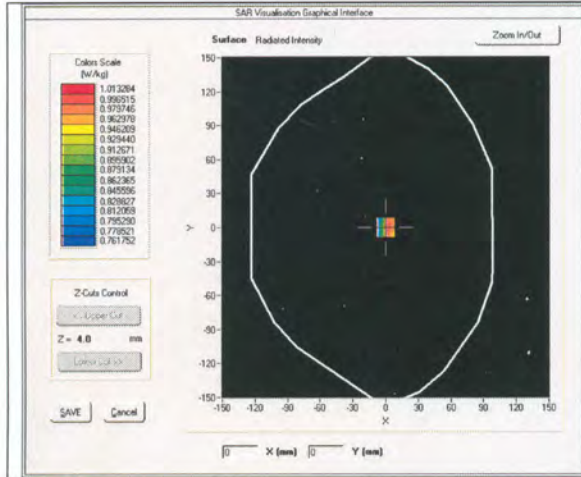 SAR Visualisation Graphical Interface
Surface Radiated Intensity
Zoom In/Out
Colors Scale
(W/kg)
1.013284
0.996515
0.979746
0.962978
0.946209
0.929440
0.912671
0.895902
0.879134
0.862365
0.845596
0.828827
0.812059
0.795290
0.778521
0.761752
150
120
90
60
30
0
-30
-60
-90
-120
-150
Y
-150 -120 -90 -60 -30 0 30 60 90 120 150
X
Z-Cuts Control
<< Upper Cut
Z = 4.0 mm
Lower Cut >>
SAVE Cancel
0 X (mm) 0 Y (mm)